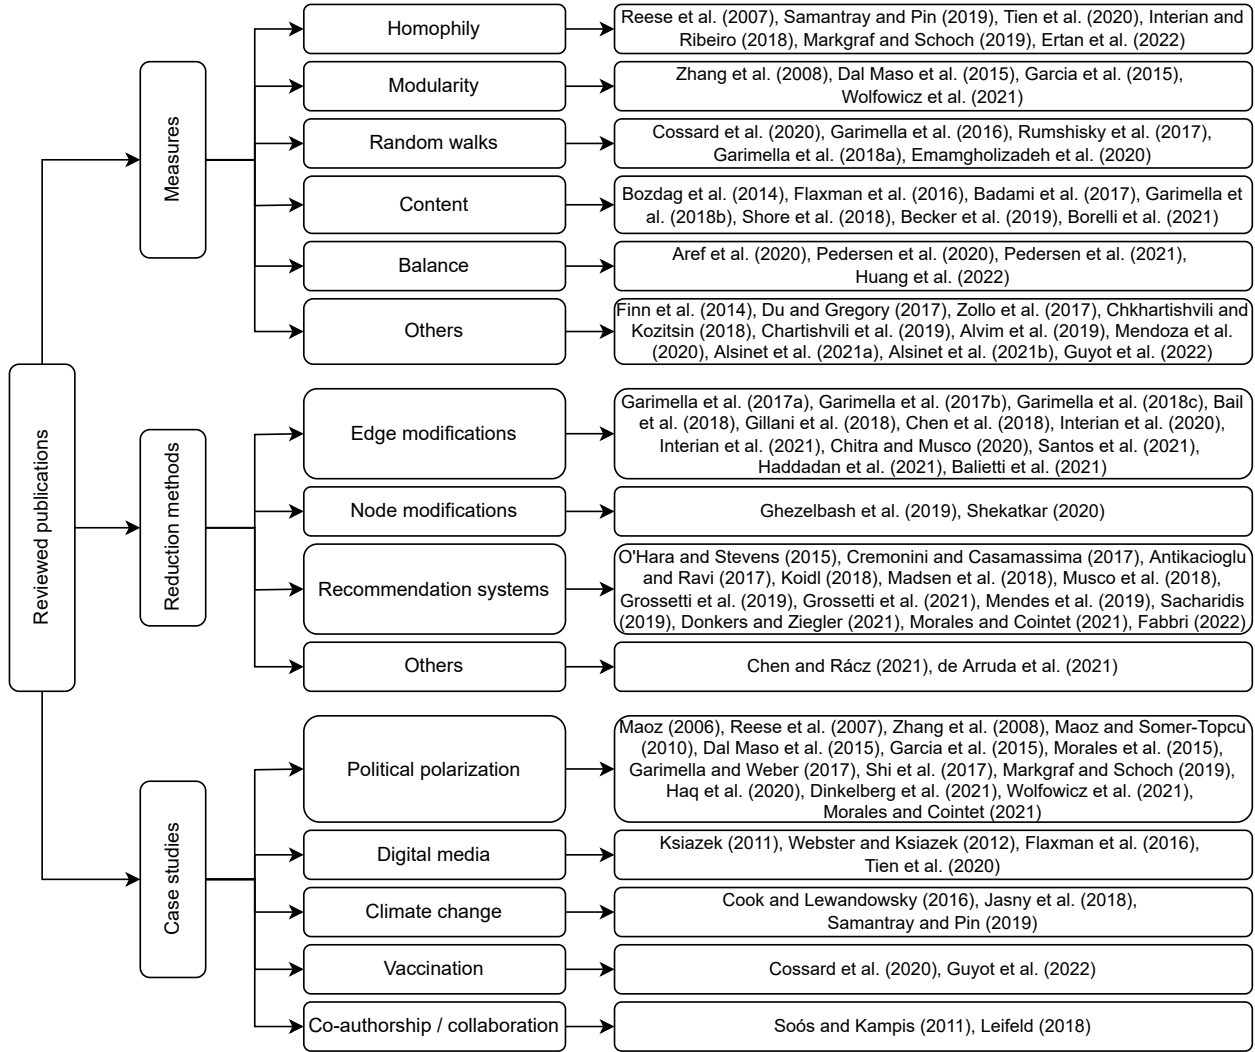 Reviewed publications
Measures
Homophily
Reese et al. (2007), Samantray and Pin (2019), Tien et al. (2020), Interian and
Ribeiro (2018), Markgraf and Schoch (2019), Ertan et al. (2022)
Modularity
Zhang et al. (2008), Dal Maso et al. (2015), Garcia et al. (2015),
Wolfowicz et al. (2021)
Random walks
Cossard et al. (2020), Garimella et al. (2016), Rumshisky et al. (2017),
Garimella et al. (2018a), Emamgholizadeh et al. (2020)
Content
Bozdag et al. (2014), Flaxman et al. (2016), Badami et al. (2017), Garimella et
al. (2018b), Shore et al. (2018), Becker et al. (2019), Borelli et al. (2021)
Balance
Aref et al. (2020), Pedersen et al. (2020), Pedersen et al. (2021),
Huang et al. (2022)
Others
Finn et al. (2014), Du and Gregory (2017), Zollo et al. (2017), Chkhartishvili and
Kozitsin (2018), Chartishvili et al. (2019), Alvim et al. (2019), Mendoza et al.
(2020), Alsinet et al. (2021a), Alsinet et al. (2021b), Guyot et al. (2022)
Reduction methods
Edge modifications
Garimella et al. (2017a), Garimella et al. (2017b), Garimella et al. (2018c), Bail
et al. (2018), Gillani et al. (2018), Chen et al. (2018), Interian et al. (2020),
Interian et al. (2021), Chitra and Musco (2020), Santos et al. (2021),
Haddadan et al. (2021), Balietti et al. (2021)
Node modifications
Ghezelbash et al. (2019), Shekatkar (2020)
Recommendation systems
O'Hara and Stevens (2015), Cremonini and Casamassima (2017), Antikacioglu
and Ravi (2017), Koidl (2018), Madsen et al. (2018), Musco et al. (2018),
Grossetti et al. (2019), Grossetti et al. (2021), Mendes et al. (2019), Sacharidis
(2019), Donkers and Ziegler (2021), Morales and Cointet (2021), Fabbri (2022)
Others
Chen and Rácz (2021), de Arruda et al. (2021)
Case studies
Political polarization
Maoz (2006), Reese et al. (2007), Zhang et al. (2008), Maoz and Somer-Topcu
(2010), Dal Maso et al. (2015), Garcia et al. (2015), Morales et al. (2015),
Garimella and Weber (2017), Shi et al. (2017), Markgraf and Schoch (2019),
Haq et al. (2020), Dinkelberg et al. (2021), Wolfowicz et al. (2021),
Morales and Cointet (2021)
Digital media
Ksiazek (2011), Webster and Ksiazek (2012), Flaxman et al. (2016),
Tien et al. (2020)
Climate change
Cook and Lewandowsky (2016), Jasny et al. (2018),
Samantray and Pin (2019)
Vaccination
Cossard et al. (2020), Guyot et al. (2022)
Co-authorship / collaboration
Soós and Kampis (2011), Leifeld (2018)